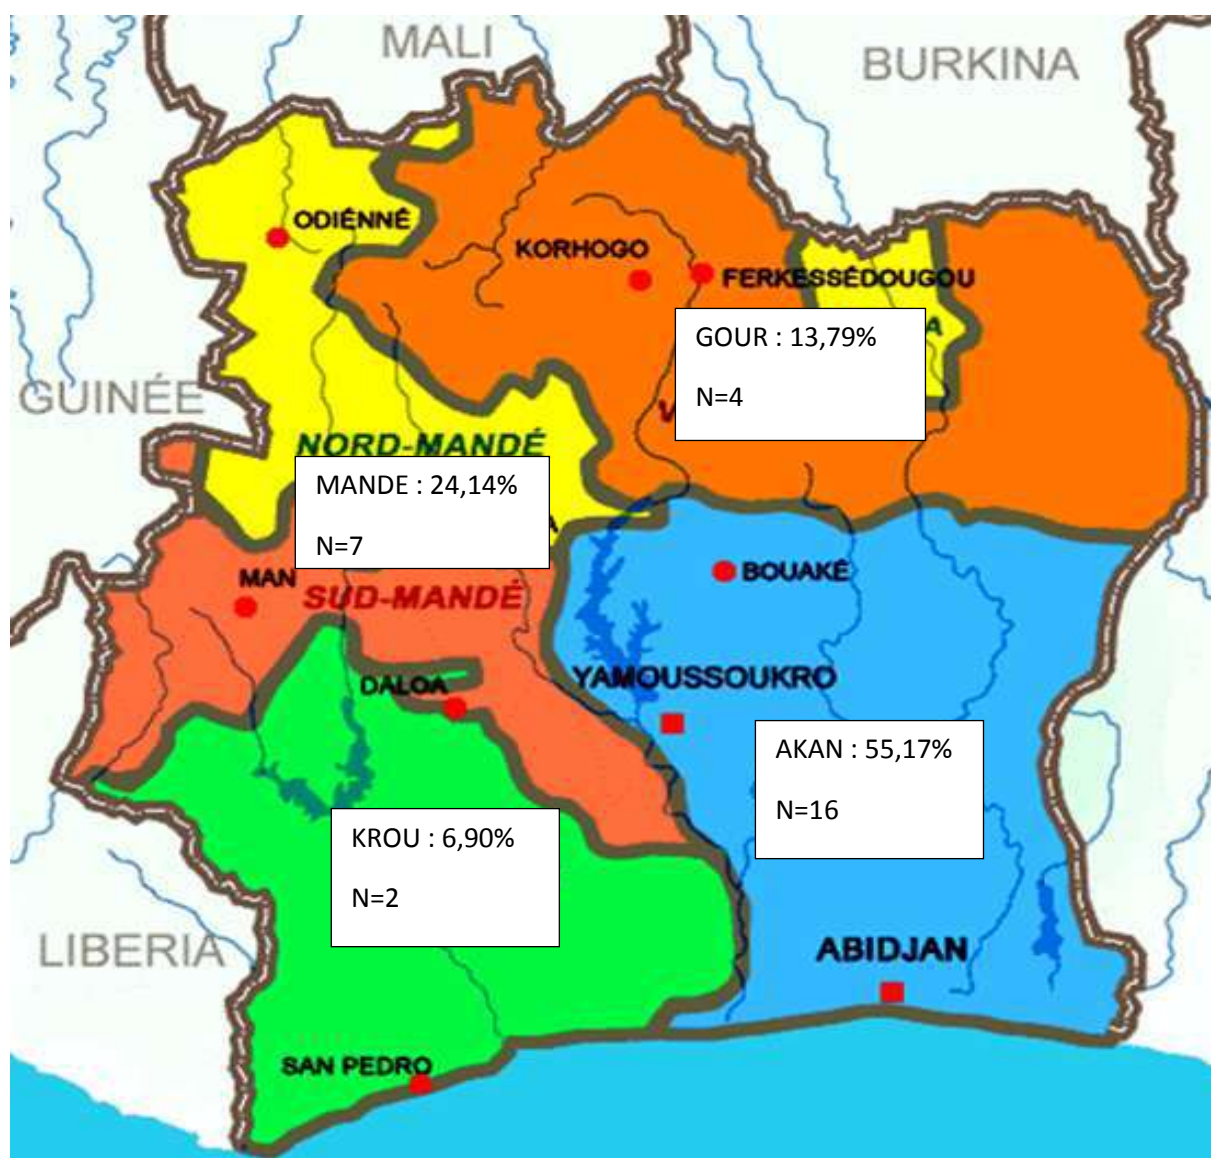 MALI
BURKINA
ODIÉNNÉ
KORHOGO
FERKESSÉDOUGOU
GOUR : 13,79%
N=4
A
V
GUINÉE
NORD-MANDÉ
MANDE : 24,14%
N=7
A
MAN
SUD-MANDÉ
BOUAKÉ
YAMOUSSOUKRO
DALOA
AKAN : 55,17%
N=16
KROU : 6,90%
N=2
LIBERIA
ABIDJAN
SAN PEDRO